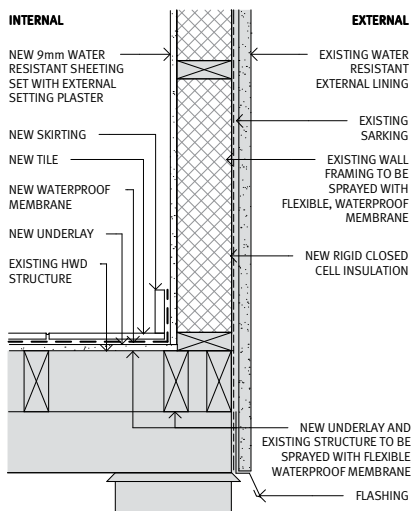 INTERNAL
EXTERNAL
NEW 9mm WATER
RESISTANT SHEETING
SET WITH EXTERNAL
SETTING PLASTER
NEW SKIRTING
NEW TILE
NEW WATERPROOF
MEMBRANE
NEW UNDERLAY
EXISTING HWD
STRUCTURE
EXISTING WATER
RESISTANT
EXTERNAL LINING
EXISTING
SARKING
EXISTING WALL
FRAMING TO BE
SPRAYED WITH
FLEXIBLE, WATERPROOF
MEMBRANE
NEW RIGID CLOSED
CELL INSULATION
NEW UNDERLAY AND
EXISTING STRUCTURE TO BE
SPRAYED WITH FLEXIBLE
WATERPROOF MEMBRANE
FLASHING